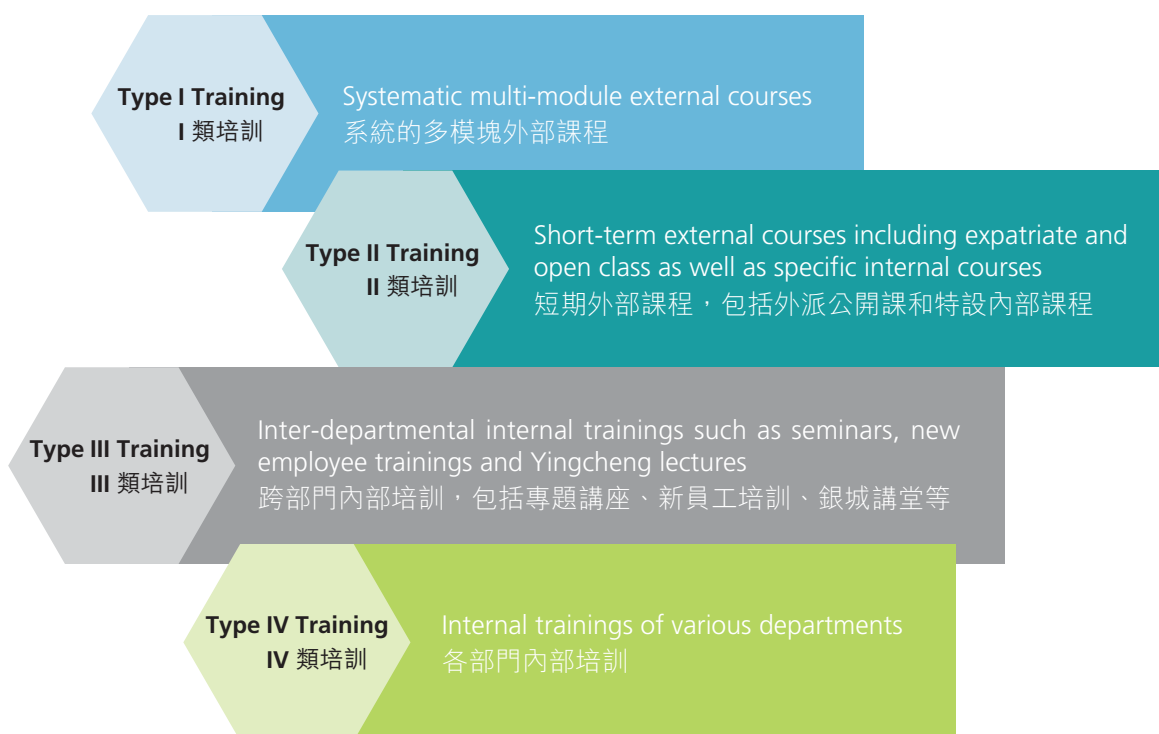 Type I Training
I 類培訓
Systematic multi-module external courses
系統的多模塊外部課程
Type II Training
II 類培訓
Short-term external courses including expatriate and
open class as well as specific internal courses
短期外部課程，包括外派公開課和特設內部課程
Type III Training
III 類培訓
Inter-departmental internal trainings such as seminars, new
employee trainings and Yingcheng lectures
跨部門內部培訓，包括專題講座、新員工培訓、銀城講堂等
Type IV Training
IV 類培訓
Internal trainings of various departments
各部門內部培訓